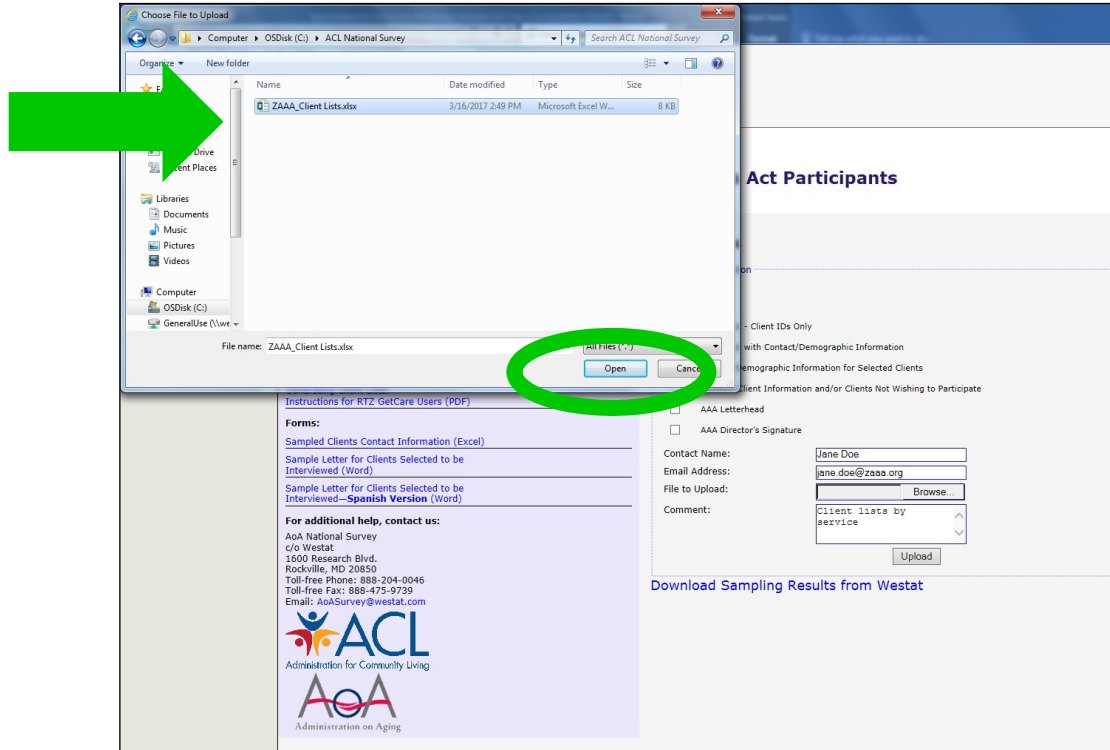 Choose File to Upload
Computer ▸ OSDisk (C:) ▸ ACL National Survey
Search ACL National Survey
Organize
New folder
Name
Date modified
Type
Size
ZAAA_Client Lists.xlsx
3/16/2017 2:49 PM
Microsoft Excel W...
8 KB
Drive
Places
Libraries
Documents
Music
Pictures
Videos
Computer
OSDisk (C:)
GeneralUse (\\we
File name:
ZAAA_Client Lists.xlsx
All Files (*.*)
Open
Act Participants
on
- Client IDs Only
with Contact/Demographic Information
Information for Selected Clients
Client Information and/or Clients Not Wishing to Participate
AAA Letterhead
AAA Director's Signature
Contact Name:
Jane Doe
Email Address:
jane.doe@zaaa.org
File to Upload:
Browse...
Comment:
Client lists by
service
Upload
Download Sampling Results from Westat
Instructions for RTZ GetCare Users (PDF)
Forms:
Sampled Clients Contact Information (Excel)
Sample Letter for Clients Selected to be
Interviewed (Word)
Sample Letter for Clients Selected to be
Interviewed—Spanish Version (Word)
For additional help, contact us:
AoA National Survey
c/o Westat
1600 Research Blvd.
Rockville, MD 20850
Toll-free Phone: 888-204-0046
Toll-free Fax: 888-475-9739
Email: AoASurvey@westat.com
ACL
Administration for Community Living
AoA
Administration on Aging